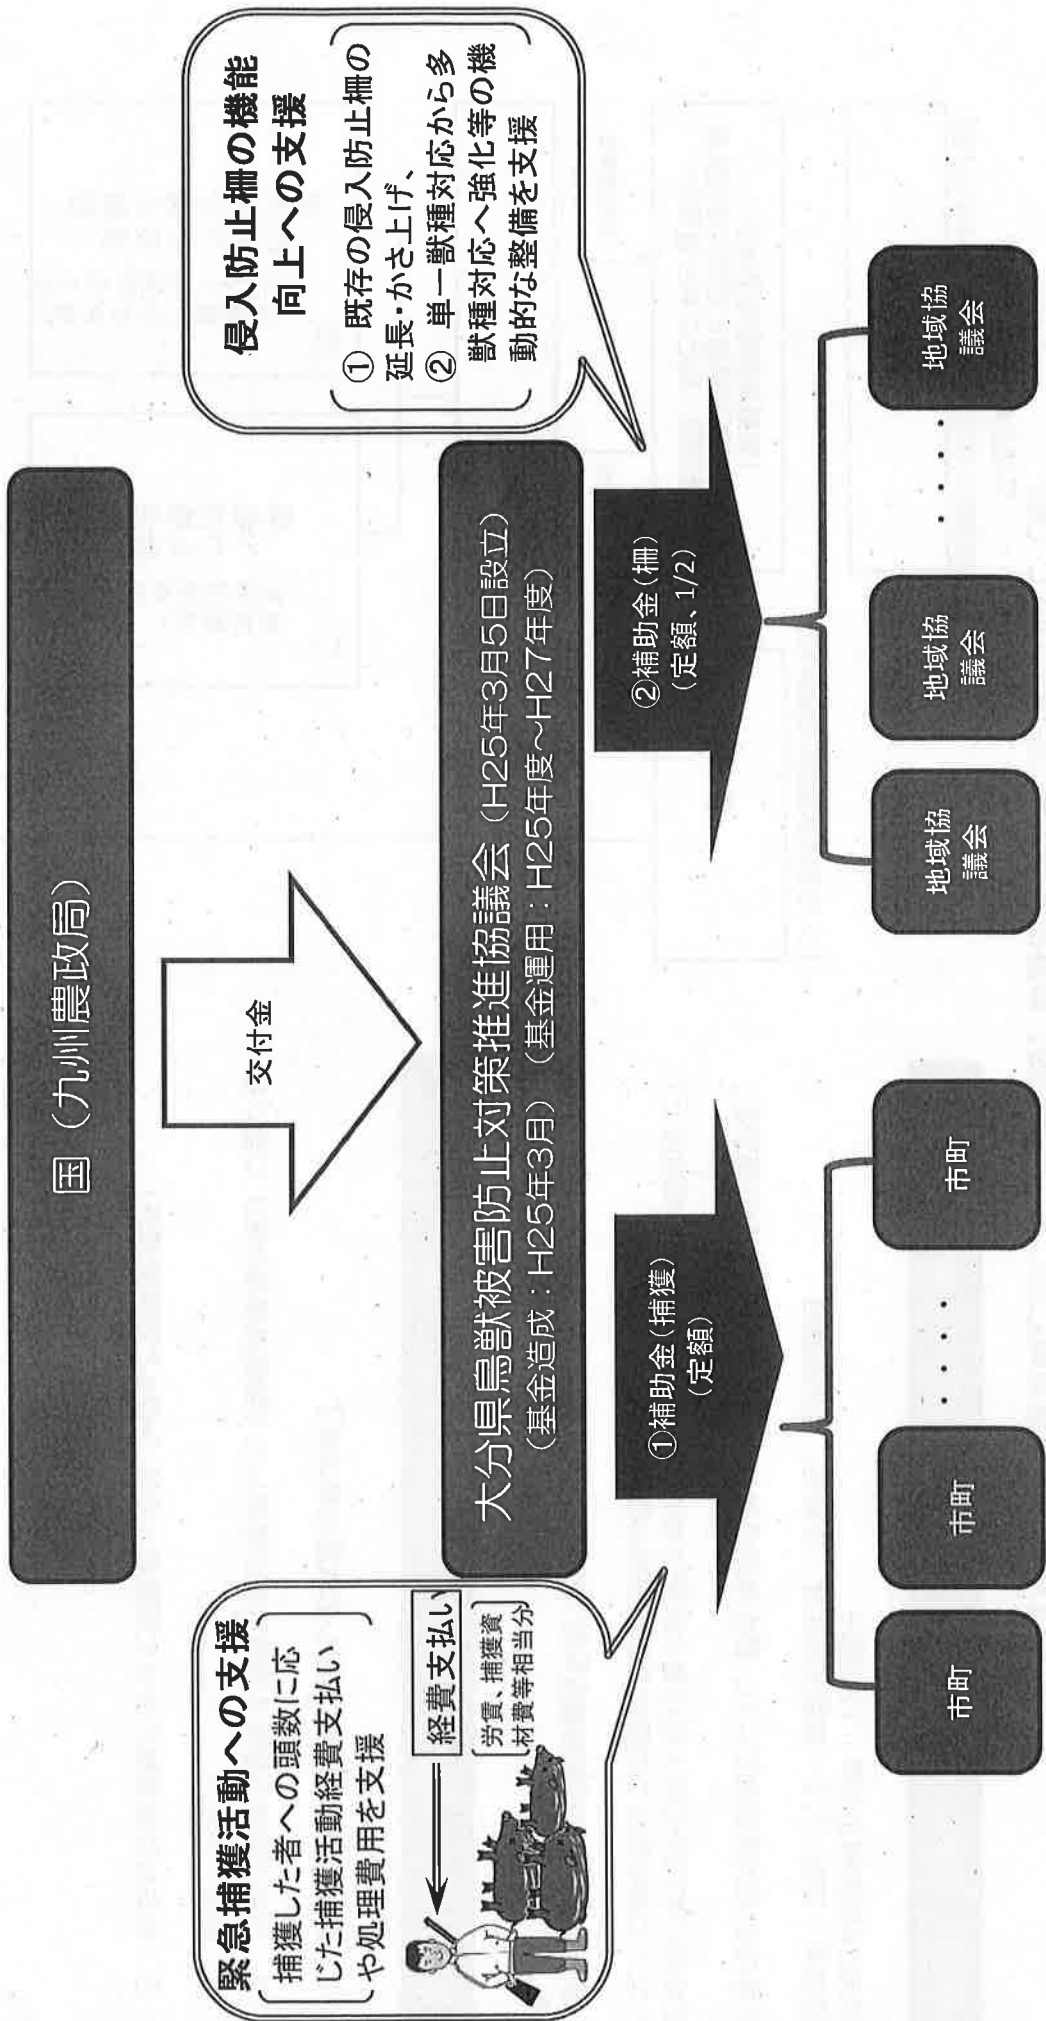 国（九州農政局）
交付金
大分県鳥獣被害防止対策推進協議会（H25年3月5日設立）
（基金造成：H25年3月）（基金運用：H25年度～H27年度）
緊急捕獲活動への支援
捕獲した者への頭数に応
じた捕獲活動経費支払い
や処理費用を支援
経費支払い
労賃、捕獲資
材費等相当分
侵入防止柵の機能
向上への支援
① 既存の侵入防止柵の
延長・かさ上げ、
② 単一獣種対応から多
獣種対応へ強化等の機
動的な整備を支援
①補助金（捕獲）
（定額）
②補助金（柵）
（定額、1/2）
市町
市町
・・・・
市町
地域協
議会
地域協
議会
・・・・
地域協
議会